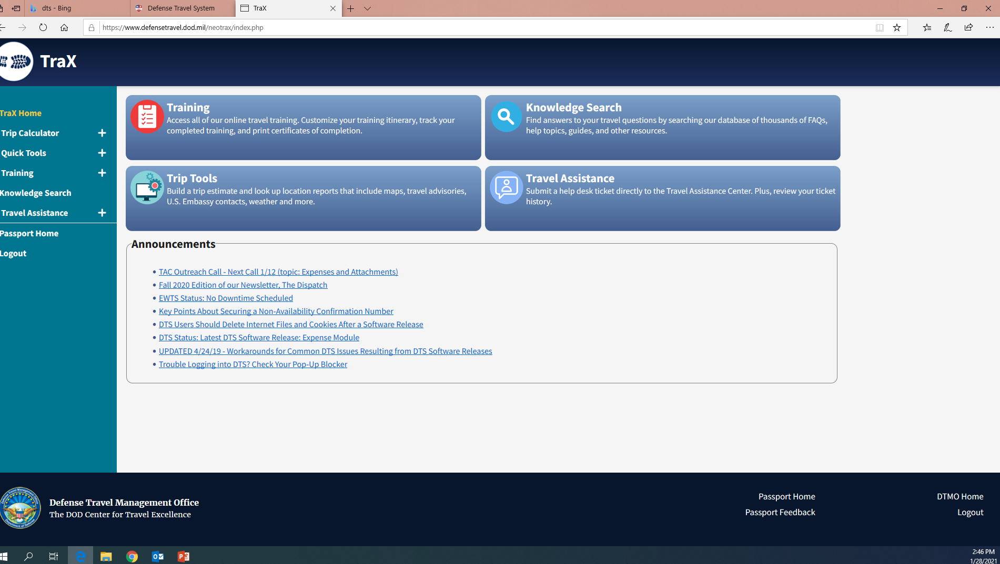 dts - Bing
Defense Travel System
TraX
https://www.defensetravel.dod.mil/neotrax/index.php
TraX
TraX Home
Trip Calculator
Quick Tools
Training
Knowledge Search
Travel Assistance
Passport Home
Logout
Training
Access all of our online travel training. Customize your training itinerary, track your
completed training, and print certificates of completion.
Knowledge Search
Find answers to your travel questions by searching our database of thousands of FAQs,
help topics, guides, and other resources.
Trip Tools
Build a trip estimate and look up location reports that include maps, travel advisories,
U.S. Embassy contacts, weather and more.
Travel Assistance
Submit a help desk ticket directly to the Travel Assistance Center. Plus, review your ticket
history.
Announcements
• TAC Outreach Call - Next Call 1/12 (topic: Expenses and Attachments)
• Fall 2020 Edition of our Newsletter, The Dispatch
• EWTS Status: No Downtime Scheduled
• Key Points About Securing a Non-Availability Confirmation Number
• DTS Users Should Delete Internet Files and Cookies After a Software Release
• DTS Status: Latest DTS Software Release: Expense Module
• UPDATED 4/24/19 - Workarounds for Common DTS Issues Resulting from DTS Software Releases
• Trouble Logging into DTS? Check Your Pop-Up Blocker
Defense Travel Management Office
Department of Defense
Defense Travel Management Office
The DOD Center for Travel Excellence
Passport Home
Passport Feedback
DTMO Home
Logout
2:46 PM
1/28/2021